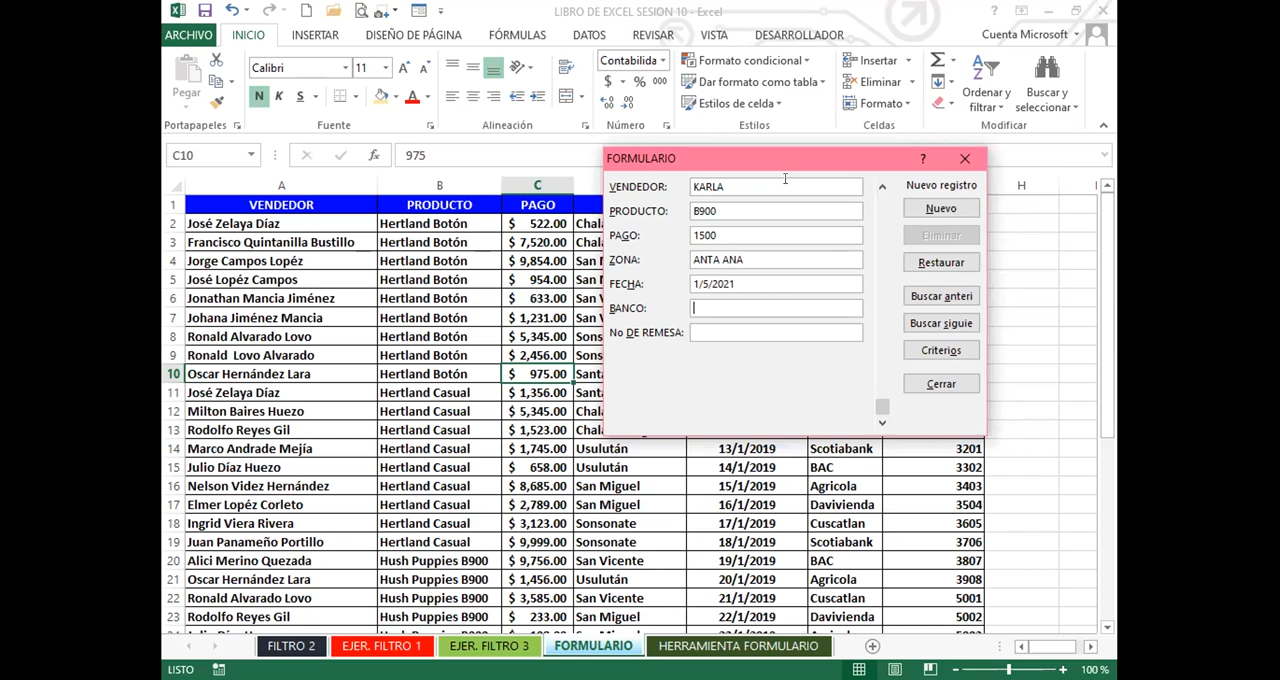 LIBRO DE EXCEL SESION 10 - Excel
ARCHIVO INICIO INSERTAR DISEÑO DE PÁGINA FÓRMULAS DATOS REVISAR VISTA DESARROLLADOR Cuenta Microsoft
Pegar
Calibri 11
N K S
Contabilida
$ % 000
Formato condicional
Dar formato como tabla
Estilos de celda
Insertar
Eliminar
Formato
Ordenar y filtrar
Buscar y seleccionar
Portapapeles Fuente Alineación Número Estilos Celdas Modificar
C10 fx 975
FORMULARIO ?
VENDEDOR: KARLA
PRODUCTO: B900
PAGO: 1500
ZONA: ANTA ANA
FECHA: 1/5/2021
BANCO:
No DE REMESA:
Nuevo registro
Nuevo
Eliminar
Restaurar
Buscar anteri
Buscar siguie
Criterios
Cerrar
A B C H I
1 VENDEDOR PRODUCTO PAGO
2 José Zelaya Díaz Hertland Botón $ 522.00 Chala
3 Francisco Quintanilla Bustillo Hertland Botón $ 7,520.00 Chala
4 Jorge Campos Lopéz Hertland Botón $ 9,854.00 San M
5 José Lopéz Campos Hertland Botón $ 954.00 San M
6 Jonathan Mancia Jiménez Hertland Botón $ 633.00 San V
7 Johana Jiménez Mancia Hertland Botón $ 1,231.00 San M
8 Ronald Alvarado Lovo Hertland Botón $ 5,345.00 Sons
9 Ronald Lovo Alvarado Hertland Botón $ 2,456.00 Sons
10 Oscar Hernández Lara Hertland Botón $ 975.00 Santa
11 José Zelaya Díaz Hertland Casual $ 1,356.00 Santa
12 Milton Baires Huezo Hertland Casual $ 5,345.00 Chala
13 Rodolfo Reyes Gil Hertland Casual $ 1,523.00
14 Marco Andrade Mejía Hertland Casual $ 1,745.00 Usulután 13/1/2019 Scotiabank 3201
15 Julio Díaz Huezo Hertland Casual $ 658.00 Usulután 14/1/2019 BAC 3302
16 Nelson Videz Hernández Hertland Casual $ 8,685.00 San Miguel 15/1/2019 Agricola 3403
17 Elmer Lopéz Corleto Hertland Casual $ 2,789.00 San Miguel 16/1/2019 Davivienda 3504
18 Ingrid Viera Rivera Hertland Casual $ 3,123.00 Sonsonate 17/1/2019 Cuscatlan 3605
19 Juan Panameño Portillo Hertland Casual $ 9,999.00 Sonsonate 18/1/2019 Scotiabank 3706
20 Alici Merino Quezada Hush Puppies B900 $ 9,756.00 San Vicente 19/1/2019 BAC 3807
21 Oscar Hernández Lara Hush Puppies B900 $ 1,456.00 Usulután 20/1/2019 Agricola 3908
22 Ronald Alvarado Lovo Hush Puppies B900 $ 3,585.00 San Vicente 21/1/2019 Cuscatlan 5001
23 Rodolfo Reyes Gil Hush Puppies B900 $ 233.00 San Miguel 22/1/2019 Davivienda 5002
FILTRO 2 EJER. FILTRO 1 EJER. FILTRO 3 FORMULARIO HERRAMIENTA FORMULARIO
LISTO 100 %